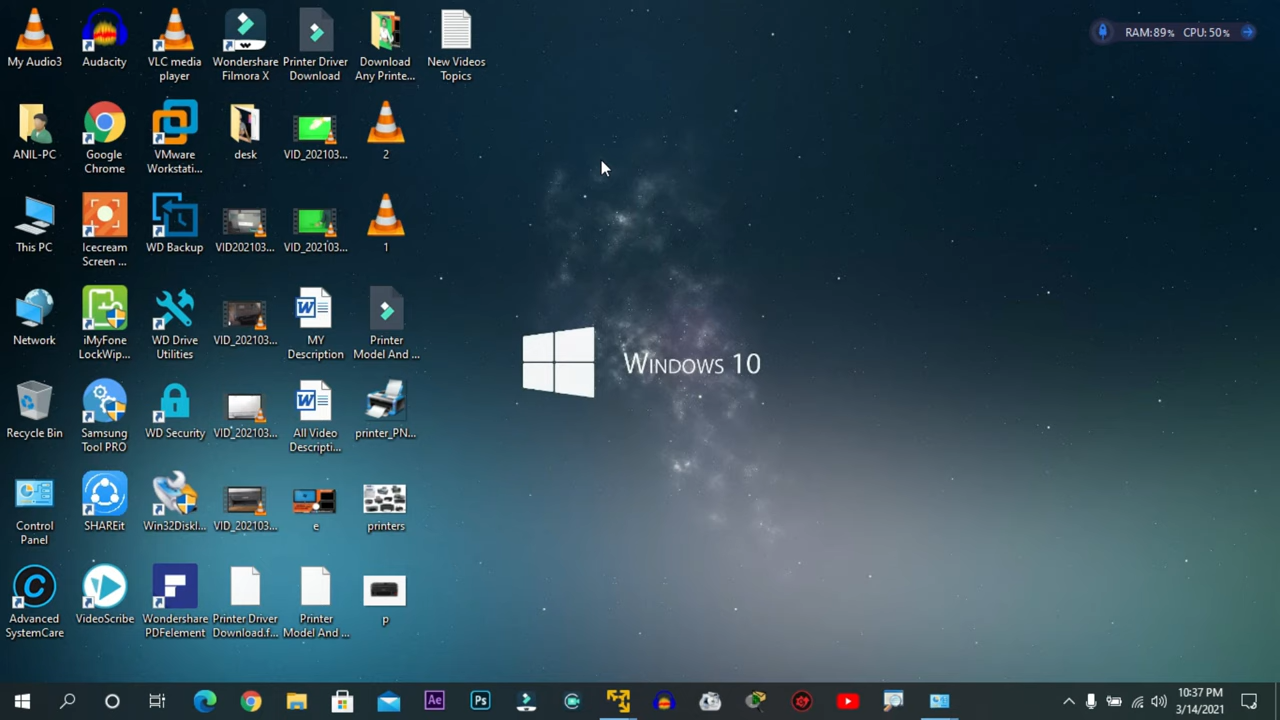 My Audio3
Audacity
VLC media
player
Wondershare
Filmora X
Printer Driver
Download
Download
Any Printe...
New Videos
Topics
RAM:
CPU: 50%
ANIL-PC
Google
Chrome
VMware
Workstati...
desk
VID_202103...
2
This PC
Icecream
Screen ...
WD Backup
VID202103...
VID_202103...
1
Network
iMyFone
LockWip...
WD Drive
Utilities
VID_202103...
MY
Description
Printer
Model And ...
Recycle Bin
Samsung
Tool PRO
WD Security
VID_202103...
All Video
Descripti...
printer_PN...
Control
Panel
SHAREit
Win32DiskI...
VID_202103...
e
printers
Advanced
SystemCare
VideoScribe
Wondershare
PDFelement
Printer Driver
Download.f...
Printer
Model And ...
p
WINDOWS 10
Ae
Ps
10:37 PM
3/14/2021